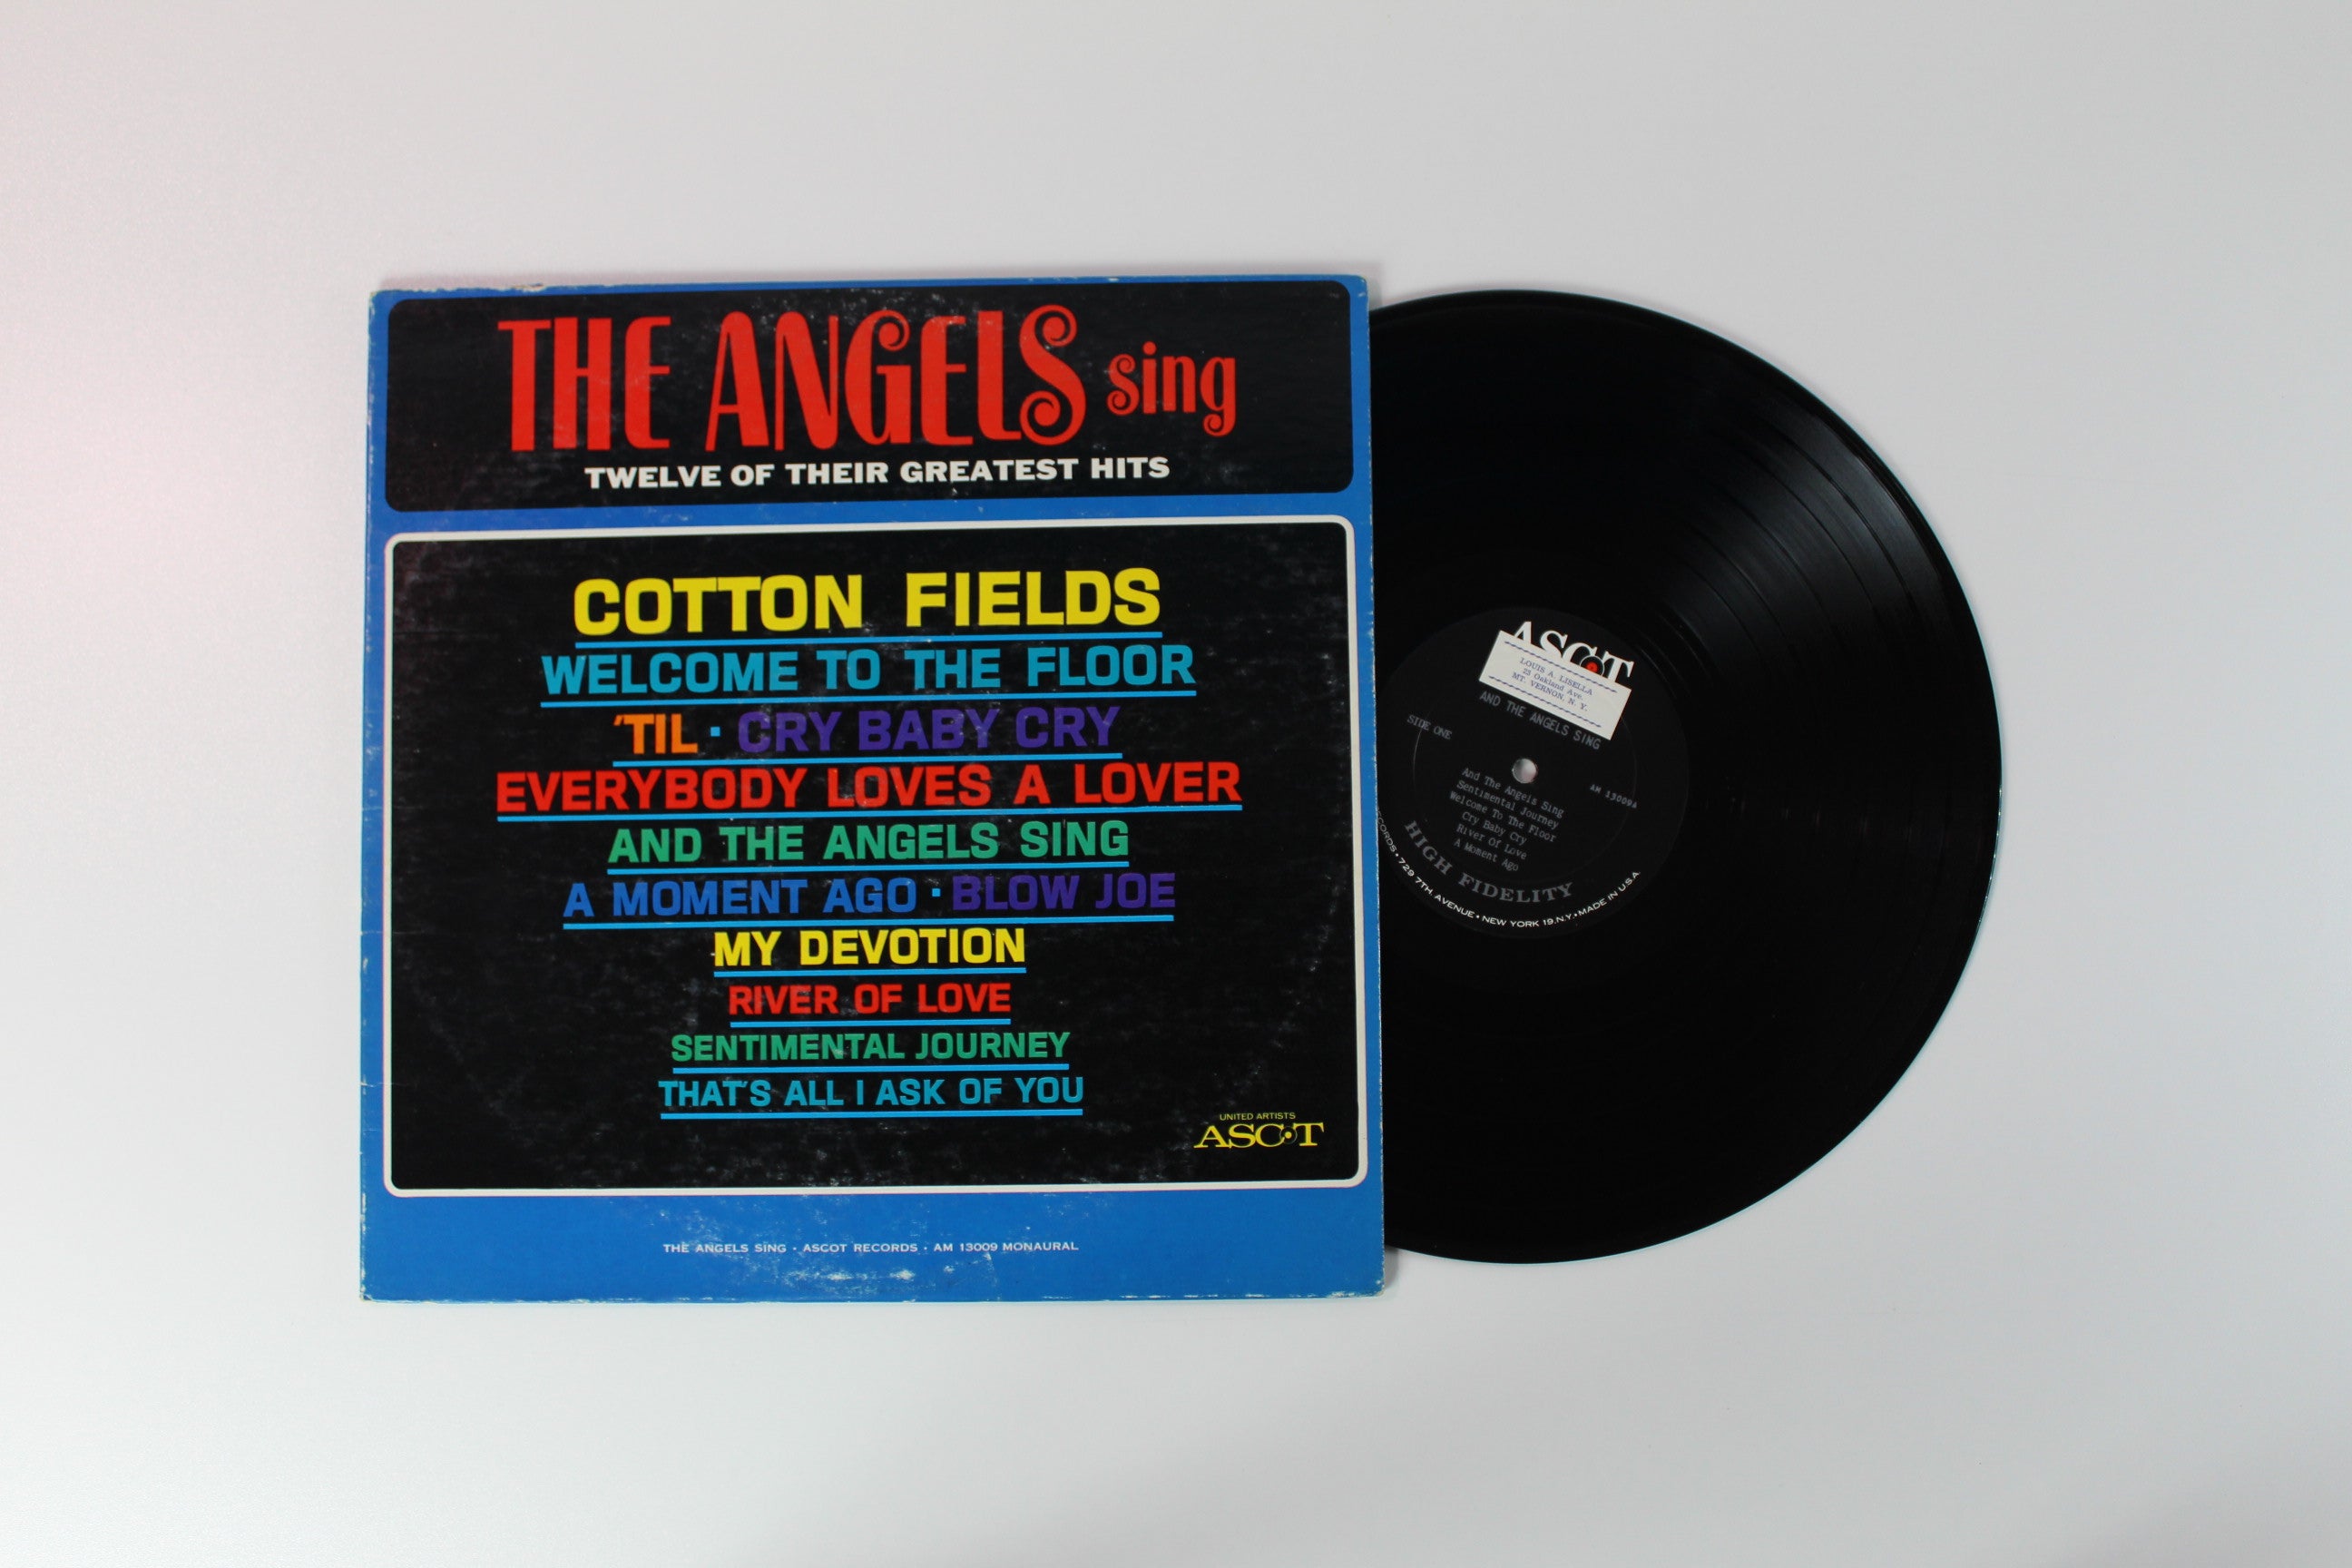 THE ANGELS sing
TWELVE OF THEIR GREATEST HITS
COTTON FIELDS
WELCOME TO THE FLOOR
'TIL · CRY BABY CRY
EVERYBODY LOVES A LOVER
AND THE ANGELS SING
A MOMENT AGO · BLOW JOE
MY DEVOTION
RIVER OF LOVE
SENTIMENTAL JOURNEY
THAT'S ALL I ASK OF YOU
UNITED ARTISTS
ASCOT
THE ANGELS SING · ASCOT RECORDS · AM 13009 MONAURAL
ASCOT
LOUIS A. LISELLA
23 Oakland Ave.
MT. VERNON, N. Y.
AND THE ANGELS SING
SIDE ONE
AM 13009A
And The Angels Sing
Sentimental Journey
Welcome To The Floor
Cry Baby Cry
River Of Love
A Moment Ago
HIGH FIDELITY
729 7TH. AVENUE • NEW YORK 19, N.Y. • MADE IN U.S.A.